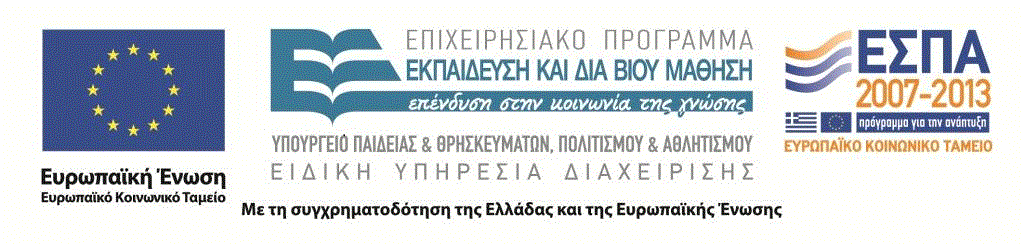 Ευρωπαϊκή Ένωση
Ευρωπαϊκό Κοινωνικό Ταμείο
ΕΠΙΧΕΙΡΗΣΙΑΚΟ ΠΡΟΓΡΑΜΜΑ
ΕΚΠΑΙΔΕΥΣΗ ΚΑΙ ΔΙΑ ΒΙΟΥ ΜΑΘΗΣΗ
επένδυση στην κοινωνία της γνώσης
ΥΠΟΥΡΓΕΙΟ ΠΑΙΔΕΙΑΣ & ΘΡΗΣΚΕΥΜΑΤΩΝ, ΠΟΛΙΤΙΣΜΟΥ & ΑΘΛΗΤΙΣΜΟΥ
ΕΙΔΙΚΗ ΥΠΗΡΕΣΙΑ ΔΙΑΧΕΙΡΙΣΗΣ
ΕΣΠΑ
2007-2013
πρόγραμμα για την ανάπτυξη
ΕΥΡΩΠΑΪΚΟ ΚΟΙΝΩΝΙΚΟ ΤΑΜΕΙΟ
Με τη συγχρηματοδότηση της Ελλάδας και της Ευρωπαϊκής Ένωσης